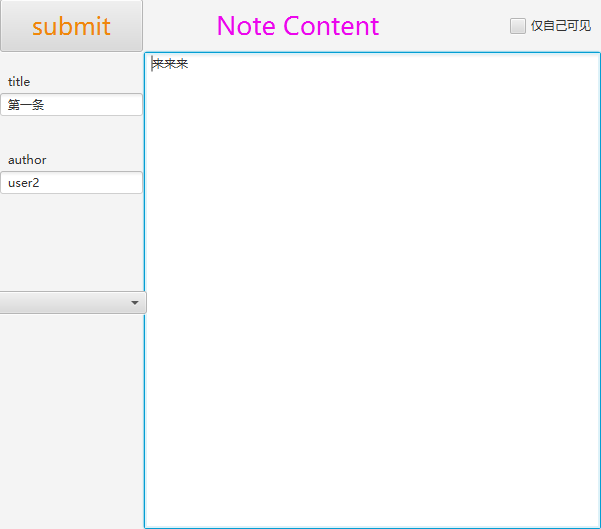 submit
Note Content
仅自己可见
title
第一条
author
user2
来来来